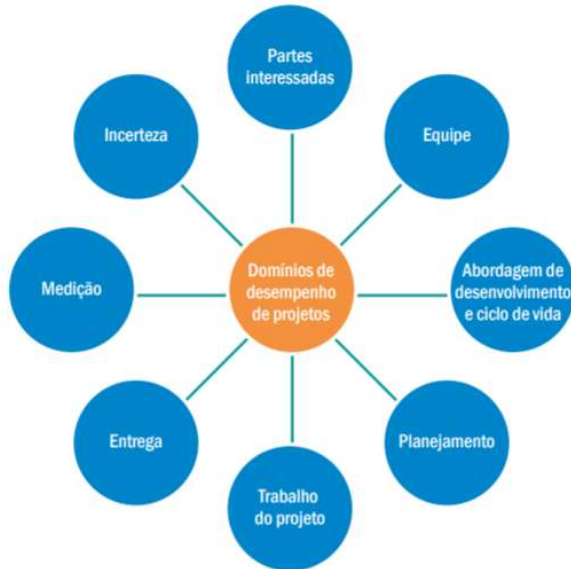 Partes
interessadas
Incerteza
Equipe
Domínios de
desempenho
de projetos
Medição
Abordagem de
desenvolvimento
e ciclo de vida
Entrega
Planejamento
Trabalho
do projeto